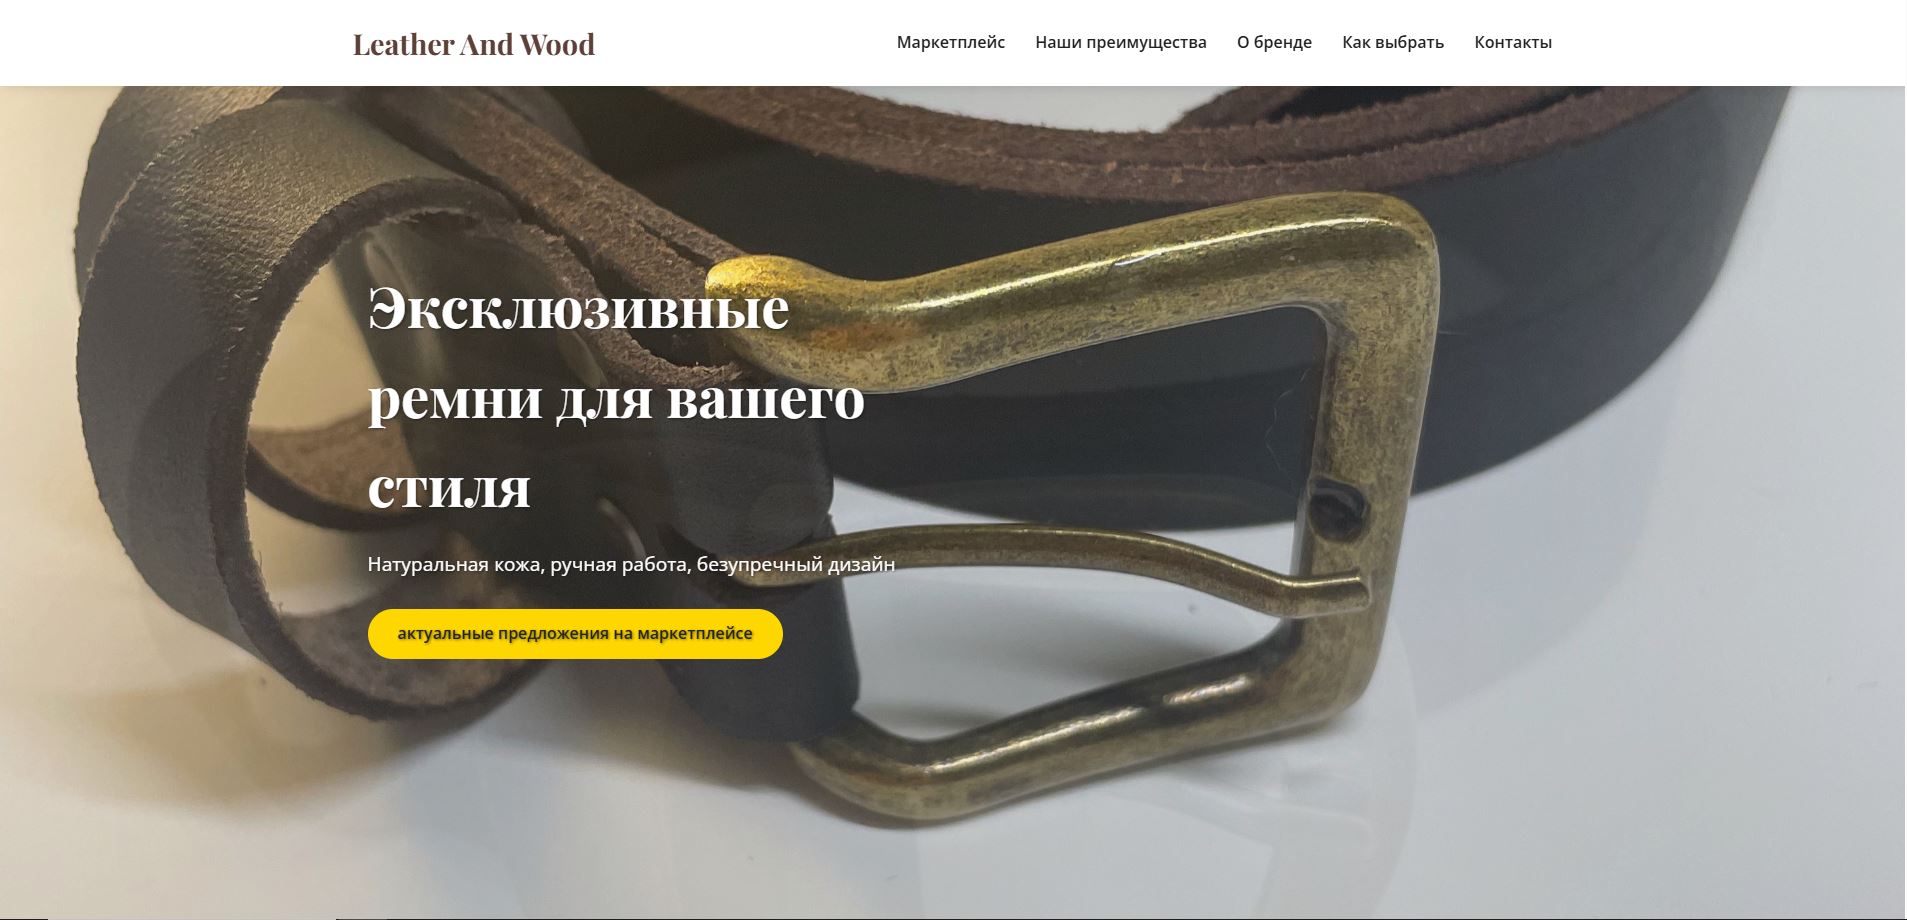 Leather And Wood
Маркетплейс Наши преимущества О бренде Как выбрать Контакты
Эксклюзивные
ремни для вашего
стиля
Натуральная кожа, ручная работа, безупречный дизайн
актуальные предложения на маркетплейсе